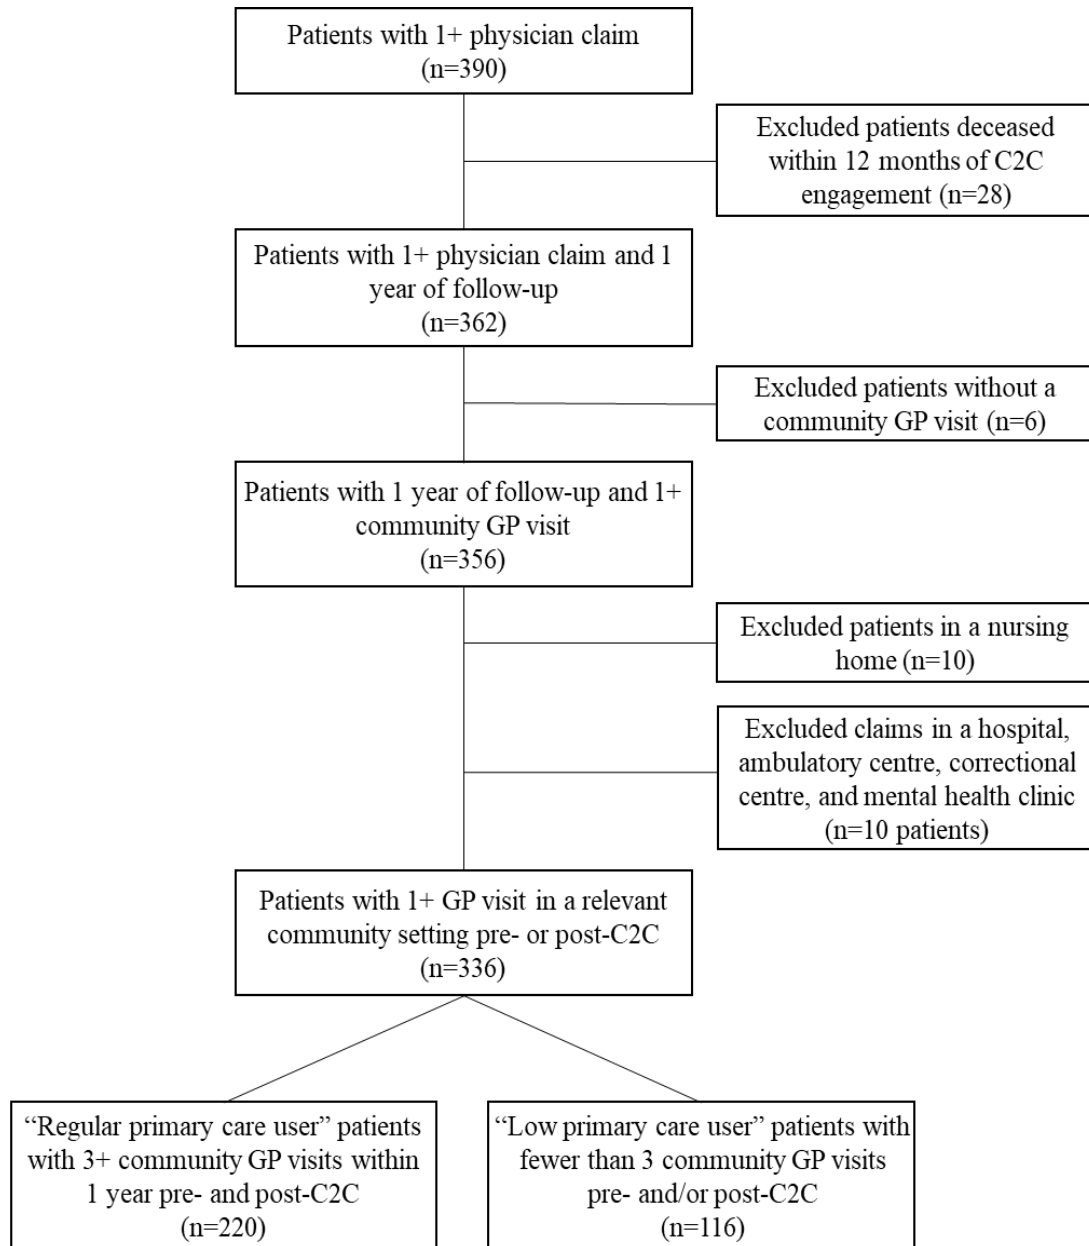 Patients with 1+ physician claim
(n=390)
Excluded patients deceased
within 12 months of C2C
engagement (n=28)
Patients with 1+ physician claim and 1
year of follow-up
(n=362)
Excluded patients without a
community GP visit (n=6)
Patients with 1 year of follow-up and 1+
community GP visit
(n=356)
Excluded patients in a nursing
home (n=10)
Excluded claims in a hospital,
ambulatory centre, correctional
centre, and mental health clinic
(n=10 patients)
Patients with 1+ GP visit in a relevant
community setting pre- or post-C2C
(n=336)
“Regular primary care user” patients
with 3+ community GP visits within
1 year pre- and post-C2C
(n=220)
“Low primary care user” patients with
fewer than 3 community GP visits
pre- and/or post-C2C
(n=116)